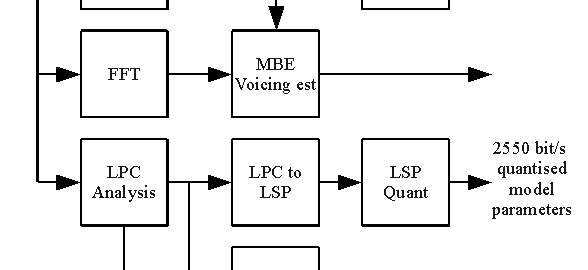 FFT
MBE
Voicing est
LPC
Analysis
LPC to
LSP
LSP
Quant
2550 bit/s
quantised
model
parameters